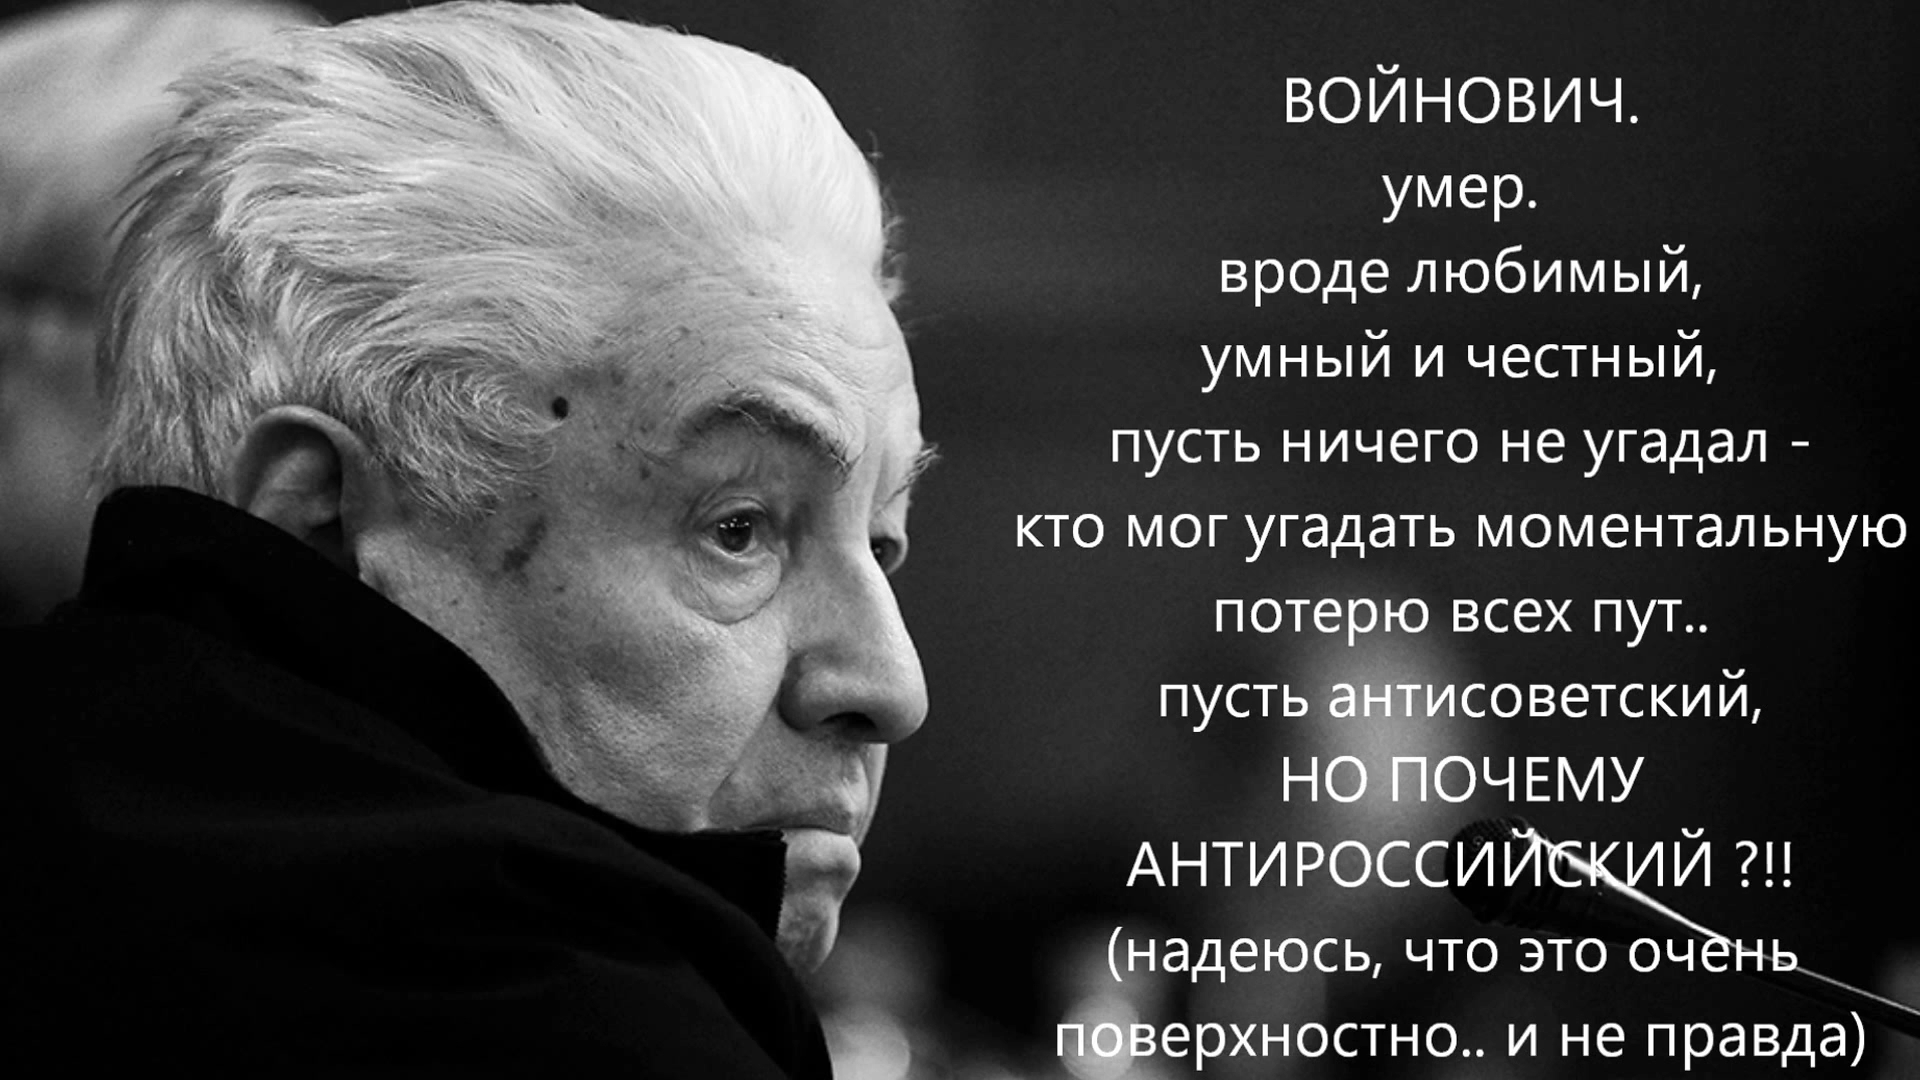 ВОЙНОВИЧ.
умер.
вроде любимый,
умный и честный,
пусть ничего не угадал -
кто мог угадать моментальную
потерю всех пут..
пусть антисоветский,
НО ПОЧЕМУ
АНТИРОССИЙСКИЙ ?!!
(надеюсь, что это очень
поверхностно.. и не правда)